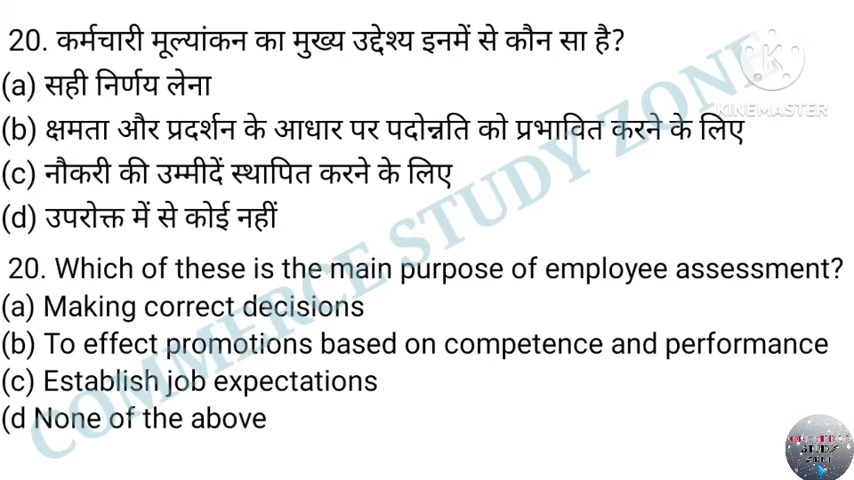 20. कर्मचारी मूल्यांकन का मुख्य उद्देश्य इनमें से कौन सा है?
(a) सही निर्णय लेना
(b) क्षमता और प्रदर्शन के आधार पर पदोन्नति को प्रभावित करने के लिए
(c) नौकरी की उम्मीदें स्थापित करने के लिए
(d) उपरोक्त में से कोई नहीं
20. Which of these is the main purpose of employee assessment?
(a) Making correct decisions
(b) To effect promotions based on competence and performance
(c) Establish job expectations
(d None of the above
COMMERCE STUDY ZONE
K
KINEMASTER
STUDY